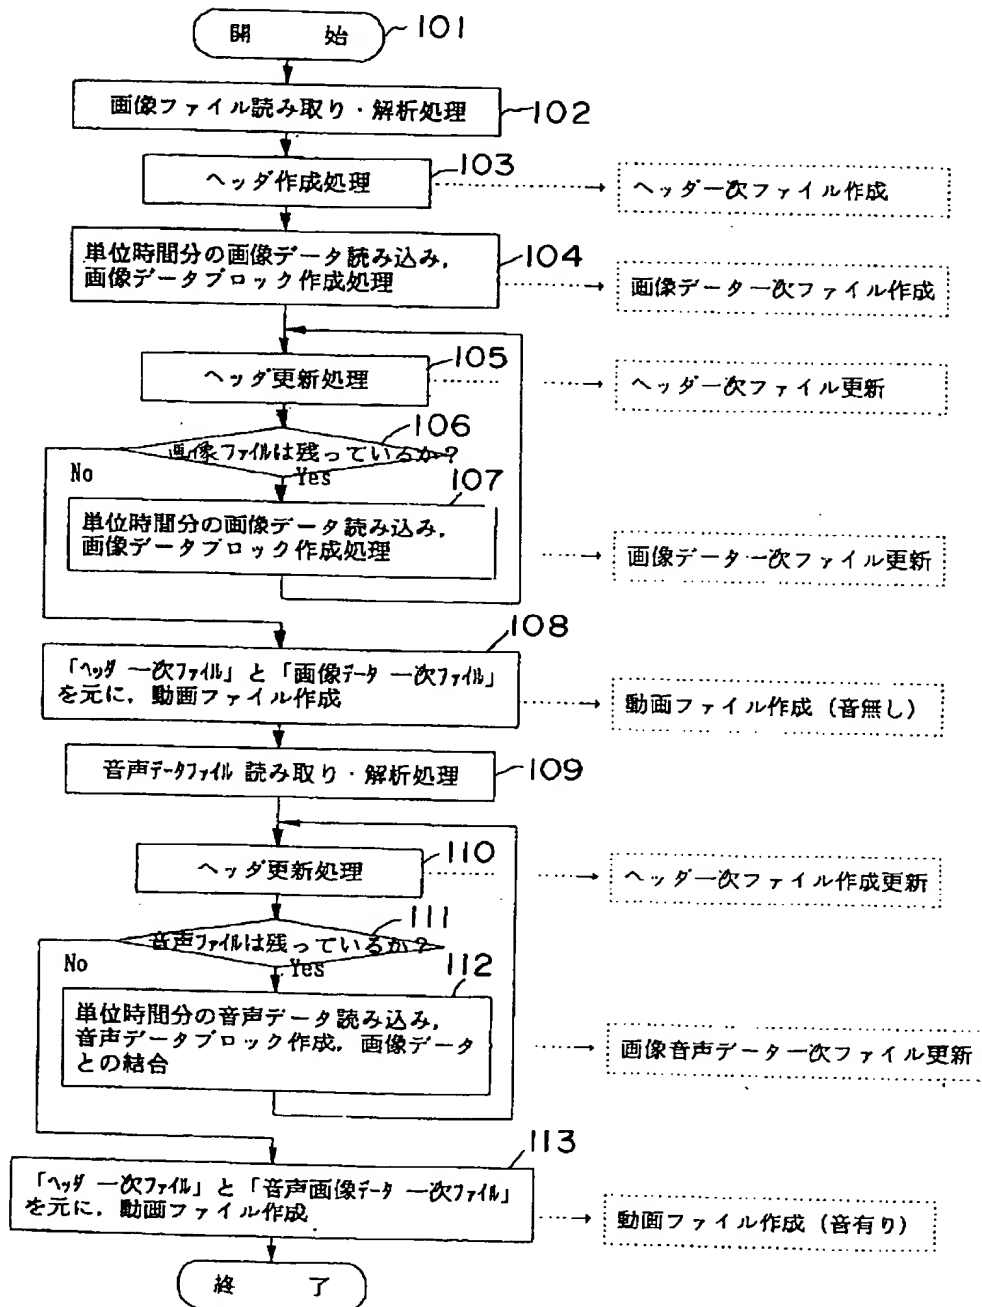 開 始
101
画像ファイル読み取り・解析処理
102
ヘッダ作成処理
103
ヘッダ一次ファイル作成
単位時間分の画像データ読み込み,
画像データブロック作成処理
104
画像データ一次ファイル作成
ヘッダ更新処理
105
ヘッダ一次ファイル更新
画像ファイルは残っているか?
106
No
Yes
107
単位時間分の画像データ読み込み,
画像データブロック作成処理
画像データ一次ファイル更新
108
「ヘッダ 一次ファイル」と「画像データ 一次ファイル」
を元に, 動画ファイル作成
動画ファイル作成 (音無し)
音声データファイル 読み取り・解析処理
109
ヘッダ更新処理
110
ヘッダ一次ファイル作成更新
音声ファイルは残っているか?
111
No
Yes
112
単位時間分の音声データ読み込み,
音声データブロック作成, 画像データ
との結合
画像音声データ一次ファイル更新
113
「ヘッダ 一次ファイル」と「音声画像データ 一次ファイル」
を元に, 動画ファイル作成
動画ファイル作成 (音有り)
終 了